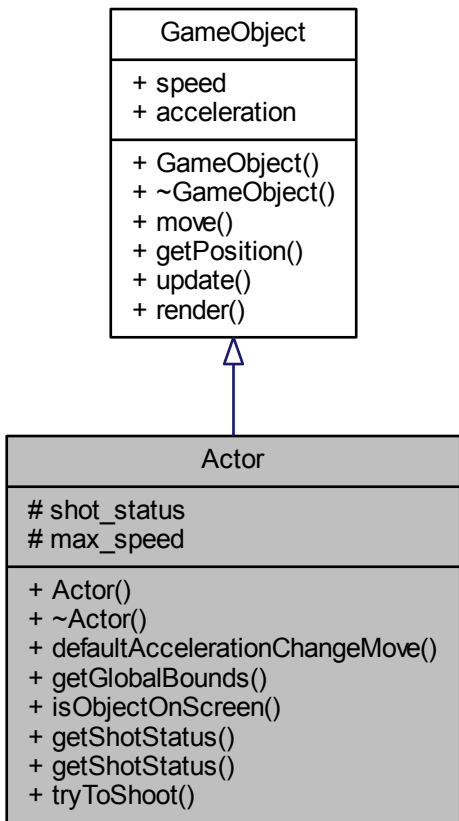 GameObject
+ speed
+ acceleration
+ GameObject()
+ ~GameObject()
+ move()
+ getPosition()
+ update()
+ render()
Actor
# shot_status
# max_speed
+ Actor()
+ ~Actor()
+ defaultAccelerationChangeMove()
+ getGlobalBounds()
+ isObjectOnScreen()
+ getShotStatus()
+ getShotStatus()
+ tryToShoot()